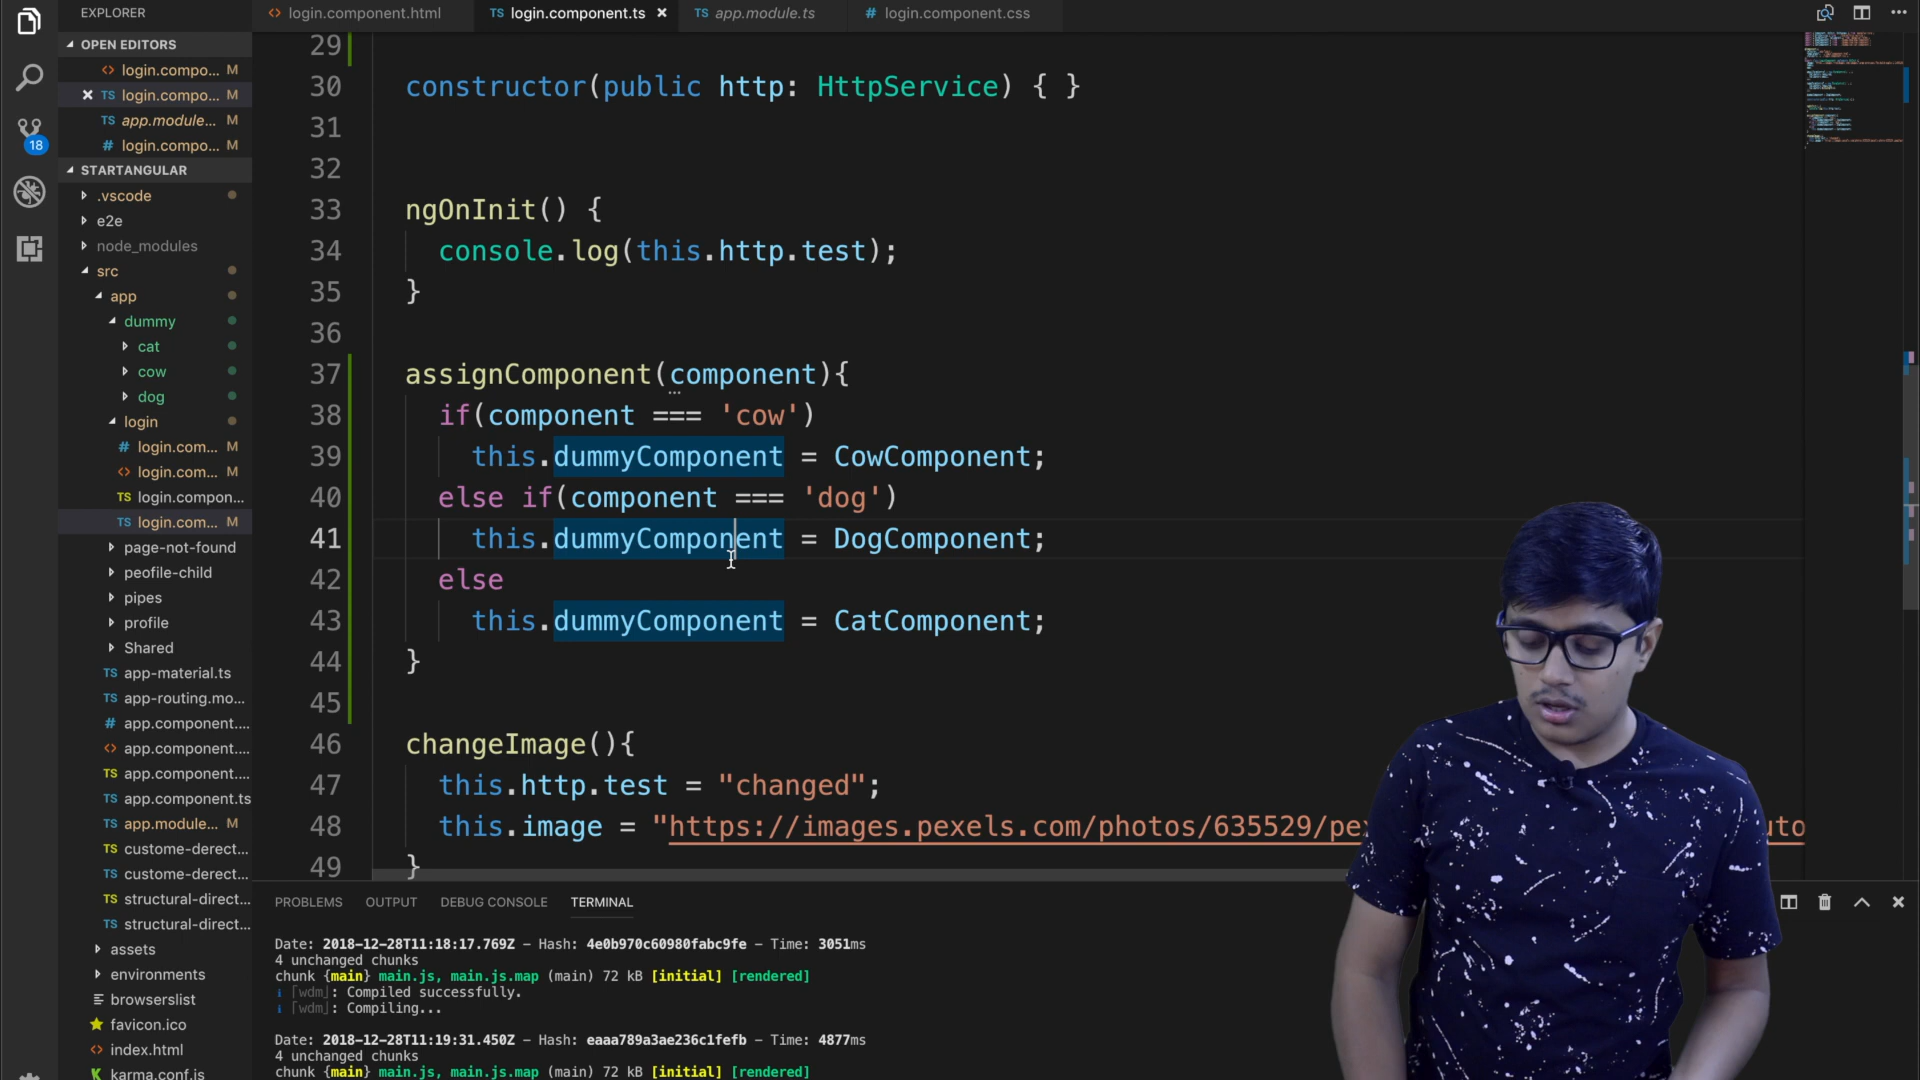 EXPLORER
OPEN EDITORS
login.compo... M
login.compo... M
app.module... M
login.compo... M
18
STARTANGULAR
.vscode
e2e
node_modules
src
app
dummy
cat
cow
dog
login
login.com... M
login.com... M
login.compon...
login.com... M
page-not-found
peofile-child
pipes
profile
Shared
app-material.ts
app-routing.mo...
app.component....
app.component....
app.component....
app.component.ts
app.module... M
custome-derect...
custome-derect...
structural-direct...
structural-direct...
assets
environments
browserslist
favicon.ico
index.html
karma.conf.js
login.component.html
login.component.ts
app.module.ts
login.component.css
29
30 constructor(public http: HttpService) { }
31
32
33 ngOnInit() {
34 console.log(this.http.test);
35 }
36
37 assignComponent(component){
38 if(component === 'cow')
39 this.dummyComponent = CowComponent;
40 else if(component === 'dog')
41 this.dummyComponent = DogComponent;
42 else
43 this.dummyComponent = CatComponent;
44 }
45
46 changeImage(){
47 this.http.test = "changed";
48 this.image = "https://images.pexels.com/photos/635529/pex uto
49 }
PROBLEMS OUTPUT DEBUG CONSOLE TERMINAL
Date: 2018-12-28T11:18:17.769Z - Hash: 4e0b970c60980fabc9fe - Time: 3051ms
4 unchanged chunks
chunk {main} main.js, main.js.map (main) 72 kB [initial] [rendered]
i ｢wdm｣: Compiled successfully.
i ｢wdm｣: Compiling...
Date: 2018-12-28T11:19:31.450Z - Hash: eaaa789a3ae236c1fefb - Time: 4877ms
4 unchanged chunks
chunk {main} main.js, main.js.map (main) 72 kB [initial] [rendered]